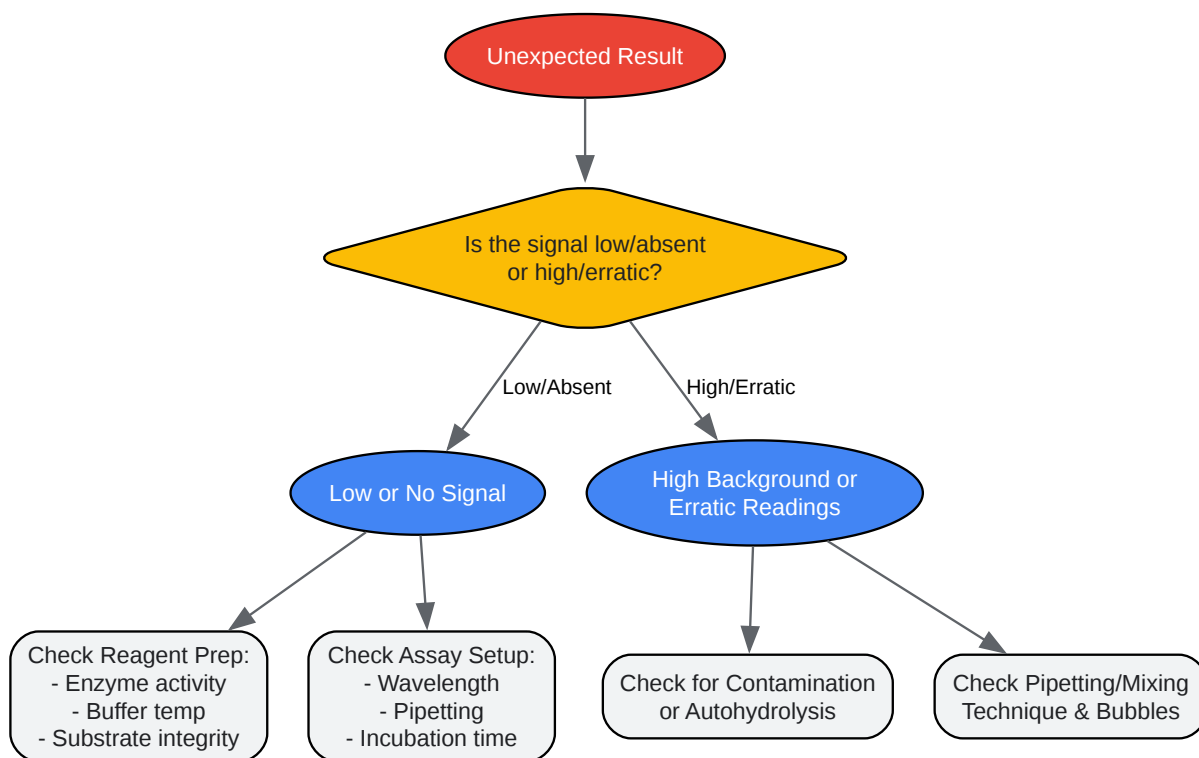 Unexpected Result
Is the signal low/absent
or high/erratic?
Low/Absent
High/Erratic
Low or No Signal
High Background or
Erratic Readings
Check Reagent Prep:
- Enzyme activity
- Buffer temp
- Substrate integrity
Check Assay Setup:
- Wavelength
- Pipetting
- Incubation time
Check for Contamination
or Autohydrolysis
Check Pipetting/Mixing
Technique & Bubbles